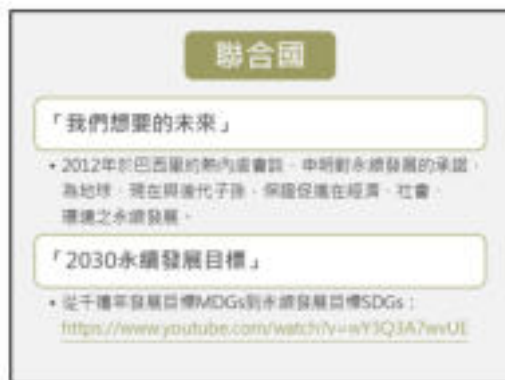 聯合國
「我們想要的未來」
• 2012年於巴西里約熱內盧會談，申明對永續發展的承諾，
為地球、現在與後代子孫，保證促進在經濟、社會、
環境之永續發展。
「2030永續發展目標」
• 從千禧年發展目標MDGs到永續發展目標SDGs：
https://www.youtube.com/watch?v=wY3Q3A7wvUE